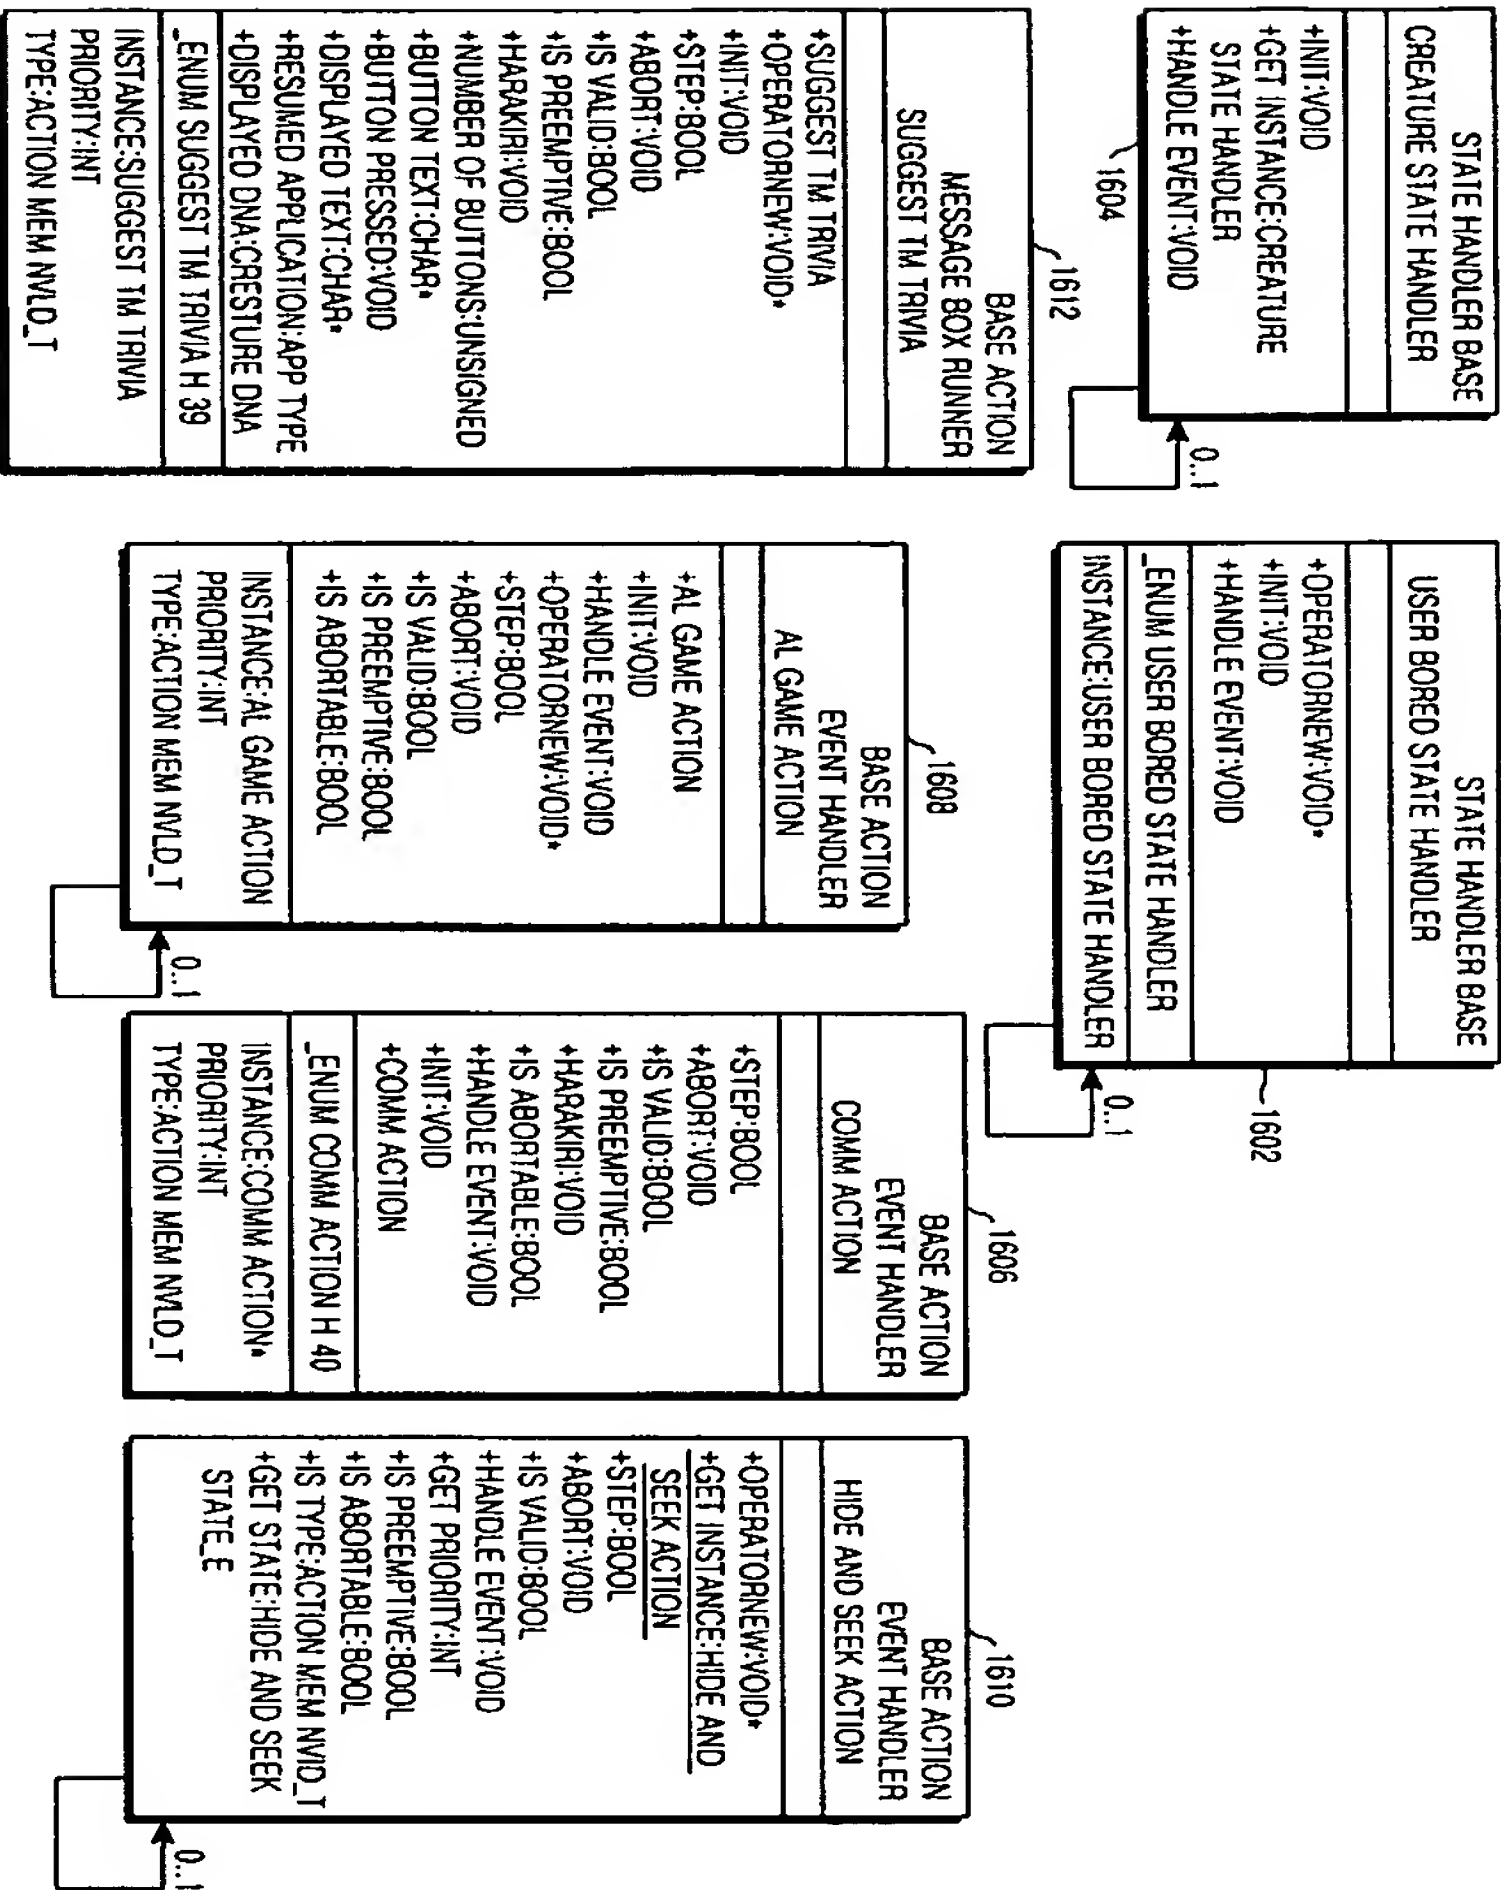 STATE HANDLER BASE
CREATURE STATE HANDLER
+INIT:VOID
+GET INSTANCE:CREATURE
STATE HANDLER
+HANDLE EVENT:VOID
0..1
1604
STATE HANDLER BASE
USER BORED STATE HANDLER
+OPERATORNEW:VOID*
+INIT:VOID
+HANDLE EVENT:VOID
_ENUM USER BORED STATE HANDLER
INSTANCE:USER BORED STATE HANDLER
0..1
1602
1612
BASE ACTION
MESSAGE BOX RUNNER
SUGGEST TM TRIVIA
+SUGGEST TM TRIVIA
+OPERATORNEW:VOID*
+INIT:VOID
+STEP:BOOL
+ABORT:VOID
+IS VALID:BOOL
+IS PREEMPTIVE:BOOL
+HARAKIRI:VOID
+NUMBER OF BUTTONS:UNSIGNED
+BUTTON TEXT:CHAR*
+BUTTON PRESSED:VOID
+DISPLAYED TEXT:CHAR*
+RESUMED APPLICATION:APP TYPE
+DISPLAYED DNA:CRESTURE DNA
_ENUM SUGGEST TM TRIVIA H 39
INSTANCE:SUGGEST TM TRIVIA
PRIORITY:INT
TYPE:ACTION MEM NVLD_T
1608
BASE ACTION
EVENT HANDLER
AL GAME ACTION
+AL GAME ACTION
+INIT:VOID
+HANDLE EVENT:VOID
+OPERATORNEW:VOID*
+STEP:BOOL
+ABORT:VOID
+IS VALID:BOOL
+IS PREEMPTIVE:BOOL
+IS ABORTABLE:BOOL
INSTANCE:AL GAME ACTION
PRIORITY:INT
TYPE:ACTION MEM NVLD_T
0..1
1606
BASE ACTION
EVENT HANDLER
COMM ACTION
+STEP:BOOL
+ABORT:VOID
+IS VALID:BOOL
+IS PREEMPTIVE:BOOL
+HARAKIRI:VOID
+IS ABORTABLE:BOOL
+HANDLE EVENT:VOID
+INIT:VOID
+COMM ACTION
_ENUM COMM ACTION H 40
INSTANCE:COMM ACTION*
PRIORITY:INT
TYPE:ACTION MEM NVLD_T
1610
BASE ACTION
EVENT HANDLER
HIDE AND SEEK ACTION
+OPERATORNEW:VOID*
+GET INSTANCE:HIDE AND
SEEK ACTION
+STEP:BOOL
+ABORT:VOID
+IS VALID:BOOL
+HANDLE EVENT:VOID
+GET PRIORITY:INT
+IS PREEMPTIVE:BOOL
+IS ABORTABLE:BOOL
+IS TYPE:ACTION MEM NVID_T
+GET STATE:HIDE AND SEEK
STATE_E
0..1